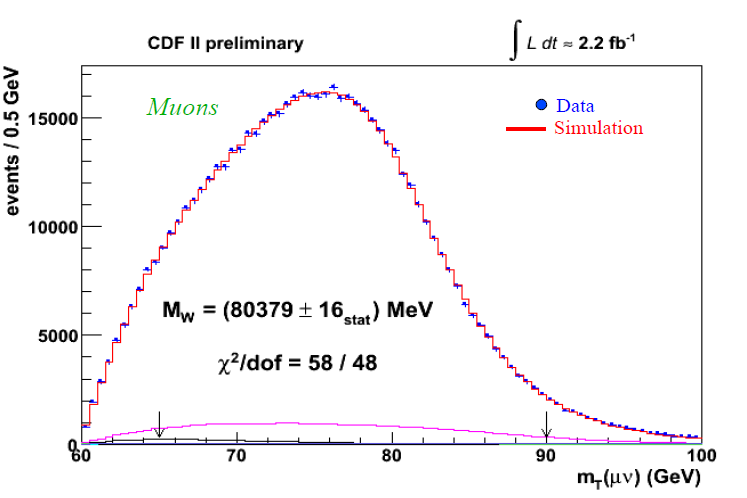 CDF II preliminary
∫ L dt ≈ 2.2 fb⁻¹
events / 0.5 GeV
15000
10000
5000
0
Muons
Data
Simulation
M_W = (80379 ± 16_stat) MeV
χ²/dof = 58 / 48
60 70 80 90 100
m_T(μν) (GeV)